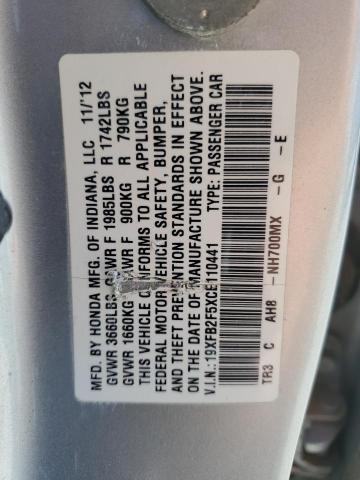 MFD. BY HONDA MFG. OF INDIANA, LLC 11/'12
GVWR 3660LBS GAWR F 1985LBS R 1742LBS
GVWR 1660KG GAWR F 900KG R 790KG
THIS VEHICLE CONFORMS TO ALL APPLICABLE
FEDERAL MOTOR VEHICLE SAFETY, BUMPER,
AND THEFT PREVENTION STANDARDS IN EFFECT
ON THE DATE OF MANUFACTURE SHOWN ABOVE.
V.I.N.:19XFB2F5XCE110441 TYPE: PASSENGER CAR
TR3 C AH8 -NH700MX -G -E